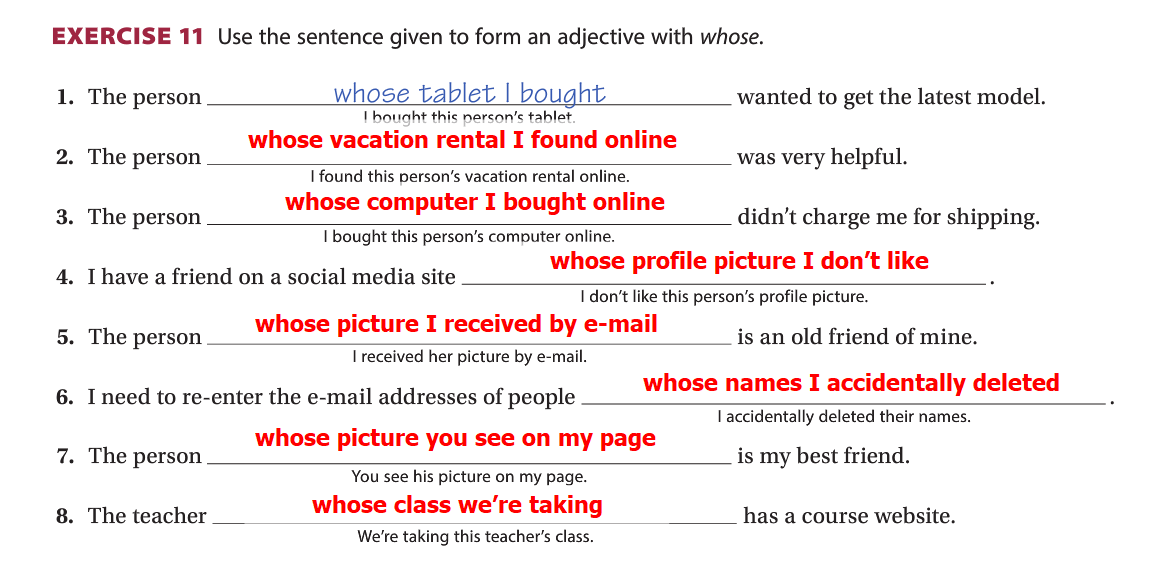 EXERCISE 11 Use the sentence given to form an adjective with whose.
1. The person whose tablet I bought wanted to get the latest model.
I bought this person's tablet.
2. The person whose vacation rental I found online was very helpful.
I found this person's vacation rental online.
3. The person whose computer I bought online didn't charge me for shipping.
I bought this person's computer online.
4. I have a friend on a social media site whose profile picture I don't like.
I don't like this person's profile picture.
5. The person whose picture I received by e-mail is an old friend of mine.
I received her picture by e-mail.
6. I need to re-enter the e-mail addresses of people whose names I accidentally deleted.
I accidentally deleted their names.
7. The person whose picture you see on my page is my best friend.
You see his picture on my page.
8. The teacher whose class we're taking has a course website.
We're taking this teacher's class.